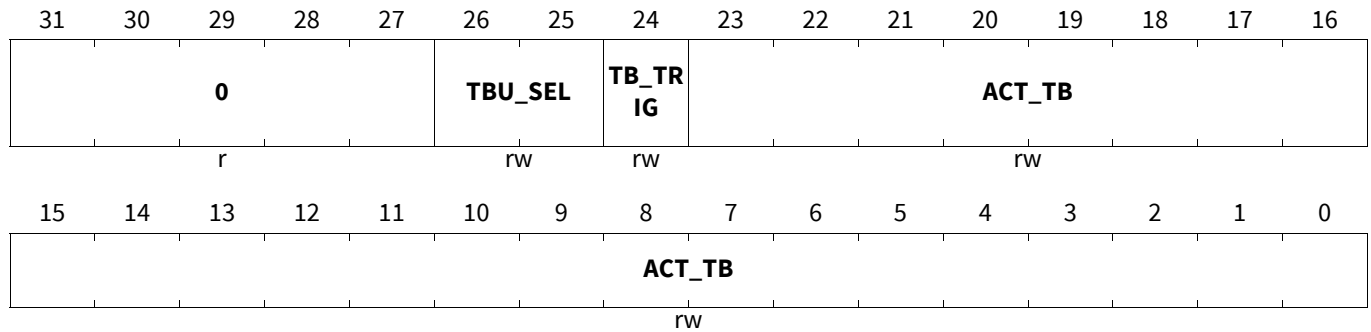 31 30 29 28 27 26 25 24 23 22 21 20 19 18 17 16
0 TBU_SEL TB_TR ACT_TB
IG
r rw rw rw
15 14 13 12 11 10 9 8 7 6 5 4 3 2 1 0
ACT_TB
rw